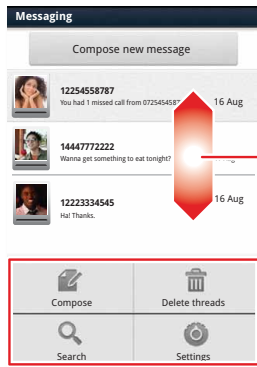 Messaging
Compose new message
12254558787
You had 1 missed call from 0725454587 16 Aug
14447772222
Wanna get something to eat tonight?
12223334545 16 Aug
Ha! Thanks.
Compose Delete threads
Search Settings